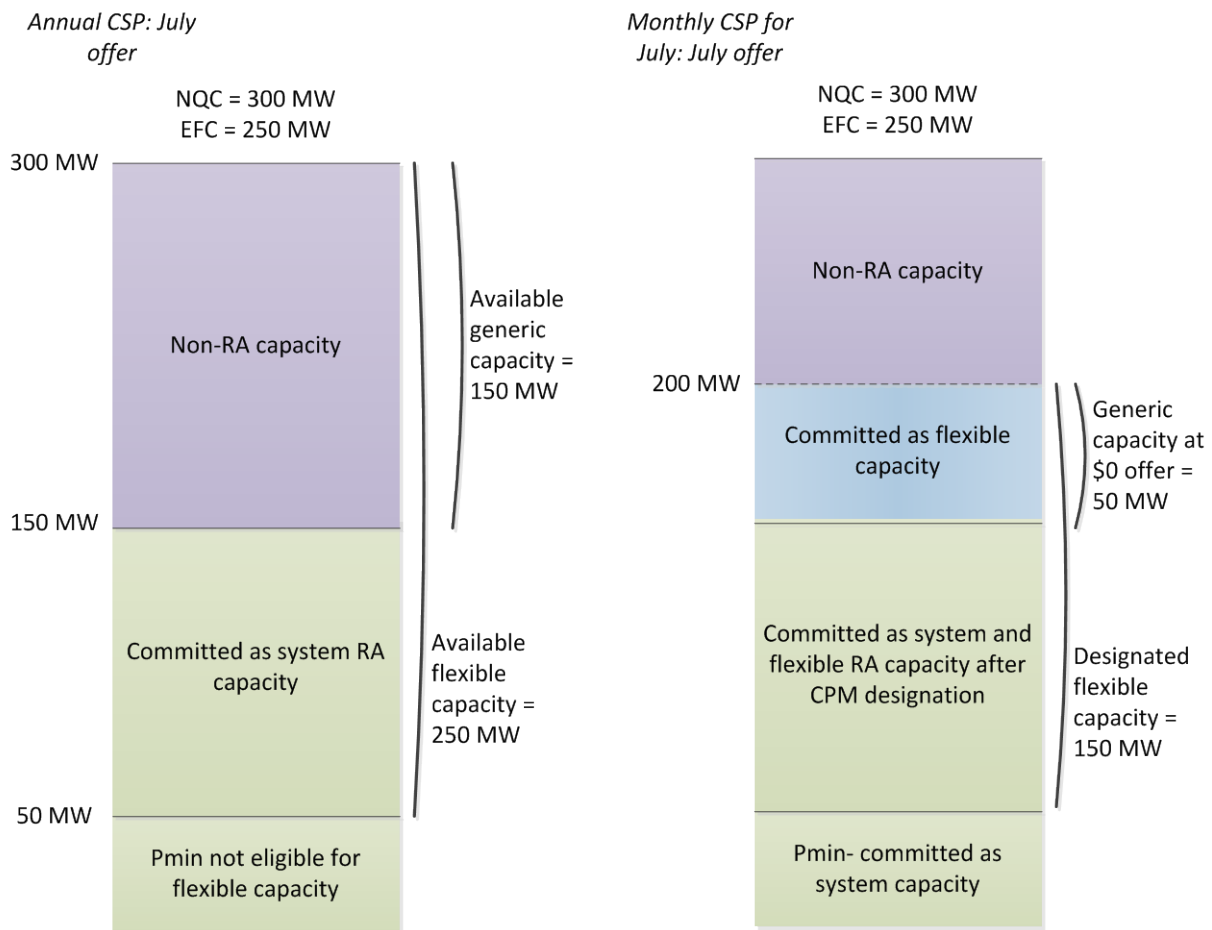 Annual CSP: July
offer
NQC = 300 MW
EFC = 250 MW
300 MW
Non-RA capacity
Available
generic
capacity =
150 MW
150 MW
Committed as system RA
capacity
Available
flexible
capacity =
250 MW
50 MW
Pmin not eligible for
flexible capacity
Monthly CSP for
July: July offer
NQC = 300 MW
EFC = 250 MW
Non-RA capacity
200 MW
Committed as flexible
capacity
Generic
capacity at
$0 offer =
50 MW
Committed as system and
flexible RA capacity after
CPM designation
Designated
flexible
capacity =
150 MW
Pmin- committed as
system capacity